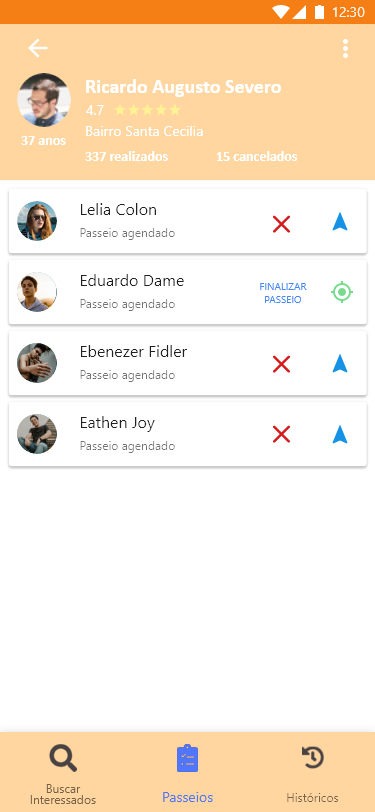 12:30
Ricardo Augusto Severo
4,7
37 anos
Bairro Santa Cecilia
337 realizados
15 cancelados
Lelia Colon
Passeio agendado
Eduardo Dame
Passeio agendado
FINALIZAR
PASSEIO
Ebenezer Fidler
Passeio agendado
Eathen Joy
Passeio agendado
Buscar
Interessados
Passeios
Históricos